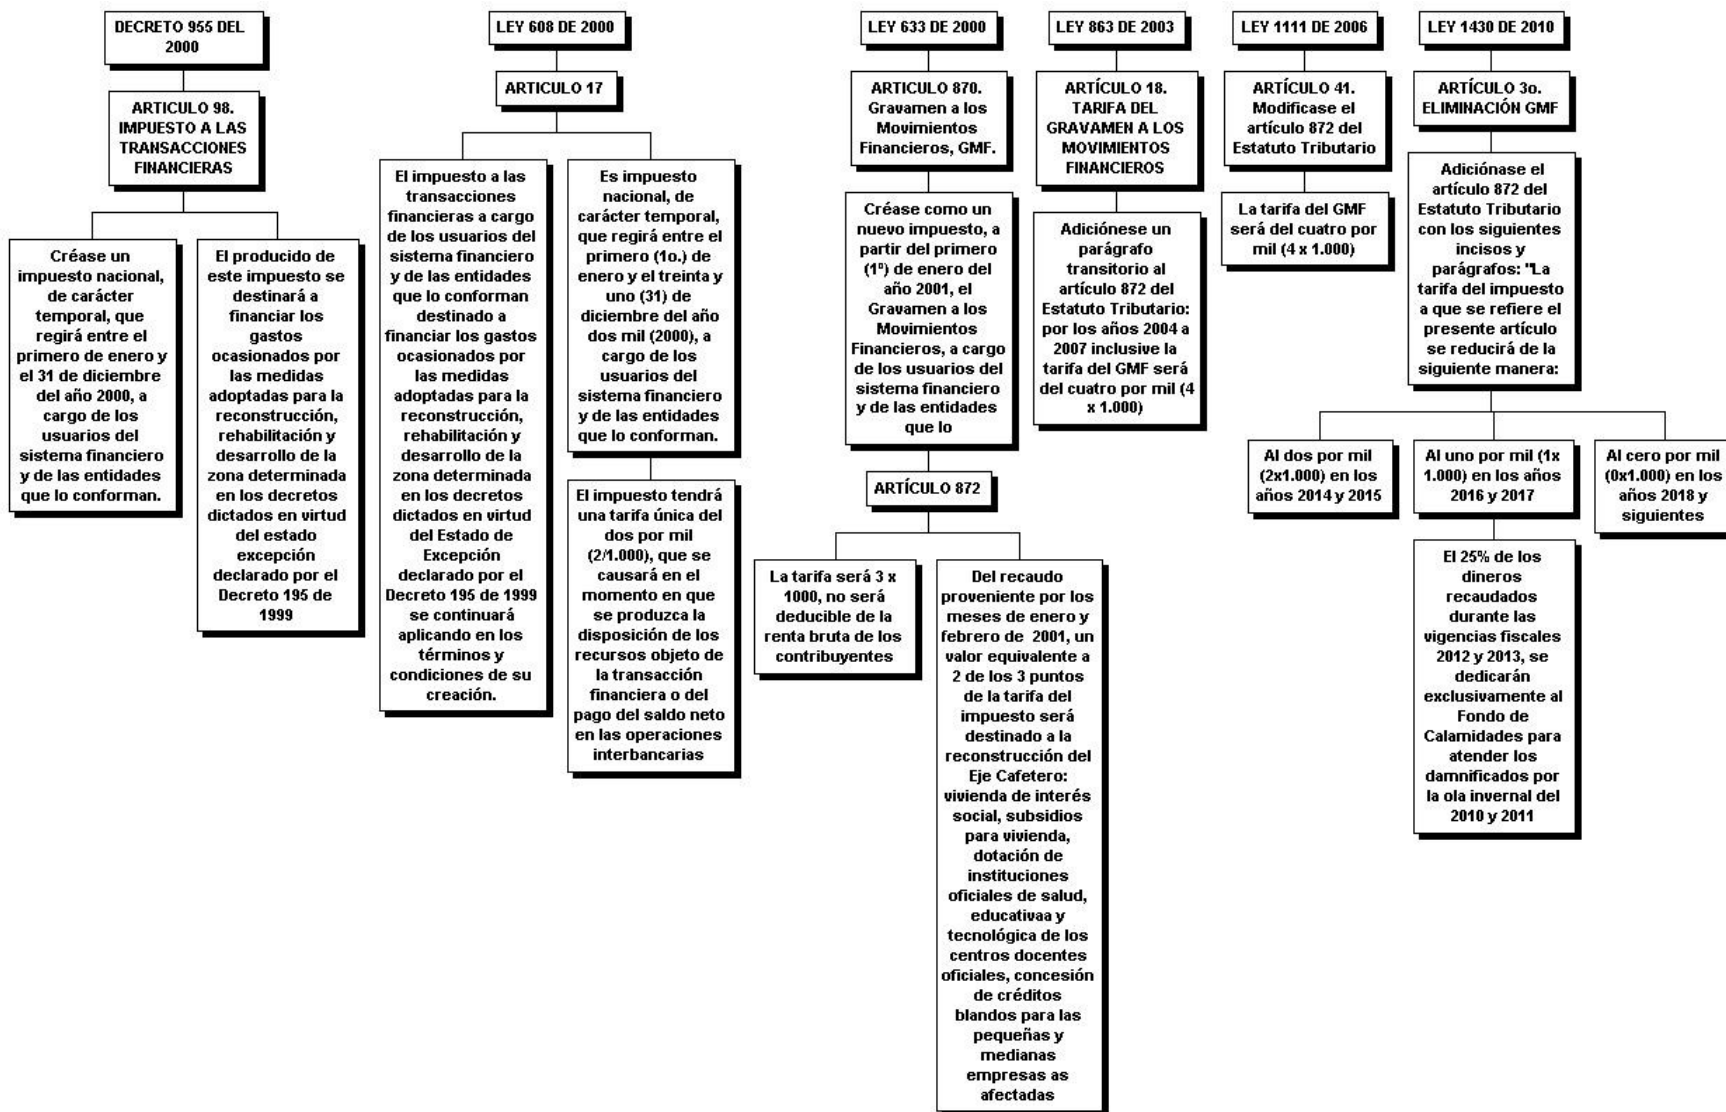 DECRETO 955 DEL
2000
ARTICULO 98.
IMPUESTO A LAS
TRANSACCIONES
FINANCIERAS
Créase un
impuesto nacional,
de carácter
temporal, que
regirá entre el
primero de enero y
el 31 de diciembre
del año 2000, a
cargo de los
usuarios del
sistema financiero
y de las entidades
que lo conforman.
El producido de
este impuesto se
destinará a
financiar los
gastos
ocasionados por
las medidas
adoptadas para la
reconstrucción,
rehabilitación y
desarrollo de la
zona determinada
en los decretos
dictados en virtud
del estado
excepción
declarado por el
Decreto 195 de
1999
LEY 608 DE 2000
ARTICULO 17
El impuesto a las
transacciones
financieras a cargo
de los usuarios del
sistema financiero
y de las entidades
que lo conforman
destinado a
financiar los gastos
ocasionados por
las medidas
adoptadas para la
reconstrucción,
rehabilitación y
desarrollo de la
zona determinada
en los decretos
dictados en virtud
del Estado de
Excepción
declarado por el
Decreto 195 de 1999
se continuará
aplicando en los
términos y
condiciones de su
creación.
Es impuesto
nacional, de
carácter temporal,
que regirá entre el
primero (1o.) de
enero y el treinta y
uno (31) de
diciembre del año
dos mil (2000), a
cargo de los
usuarios del
sistema financiero
y de las entidades
que lo conforman.
El impuesto tendrá
una tarifa única del
dos por mil
(2/1.000), que se
causará en el
momento en que
se produzca la
disposición de los
recursos objeto de
la transacción
financiera o del
pago del saldo neto
en las operaciones
interbancarias
LEY 633 DE 2000
ARTICULO 870.
Gravamen a los
Movimientos
Financieros, GMF.
Créase como un
nuevo impuesto, a
partir del primero
(1º) de enero del
año 2001, el
Gravamen a los
Movimientos
Financieros, a cargo
de los usuarios del
sistema financiero
y de las entidades
que lo
ARTÍCULO 872
La tarifa será 3 x
1000, no será
deducible de la
renta bruta de los
contribuyentes
Del recaudo
proveniente por los
meses de enero y
febrero de 2001, un
valor equivalente a
2 de los 3 puntos
de la tarifa del
impuesto será
destinado a la
reconstrucción del
Eje Cafetero:
vivienda de interés
social, subsidios
para vivienda,
dotación de
instituciones
oficiales de salud,
educativaa y
tecnológica de los
centros docentes
oficiales, concesión
de créditos
blandos para las
pequeñas y
medianas
empresas as
afectadas
LEY 863 DE 2003
ARTÍCULO 18.
TARIFA DEL
GRAVAMEN A LOS
MOVIMIENTOS
FINANCIEROS
Adiciónese un
parágrafo
transitorio al
artículo 872 del
Estatuto Tributario:
por los años 2004 a
2007 inclusive la
tarifa del GMF será
del cuatro por mil (4
x 1.000)
LEY 1111 DE 2006
ARTÍCULO 41.
Modificase el
artículo 872 del
Estatuto Tributario
La tarifa del GMF
será del cuatro por
mil (4 x 1.000)
LEY 1430 DE 2010
ARTÍCULO 3o.
ELIMINACIÓN GMF
Adiciónase el
artículo 872 del
Estatuto Tributario
con los siguientes
incisos y
parágrafos: "La
tarifa del impuesto
a que se refiere el
presente artículo
se reducirá de la
siguiente manera:
Al dos por mil
(2x1.000) en los
años 2014 y 2015
Al uno por mil (1x
1.000) en los años
2016 y 2017
El 25% de los
dineros
recaudados
durante las
vigencias fiscales
2012 y 2013, se
dedicarán
exclusivamente al
Fondo de
Calamidades para
atender los
damnificados por
la ola invernal del
2010 y 2011
Al cero por mil
(0x1.000) en los
años 2018 y
siguientes